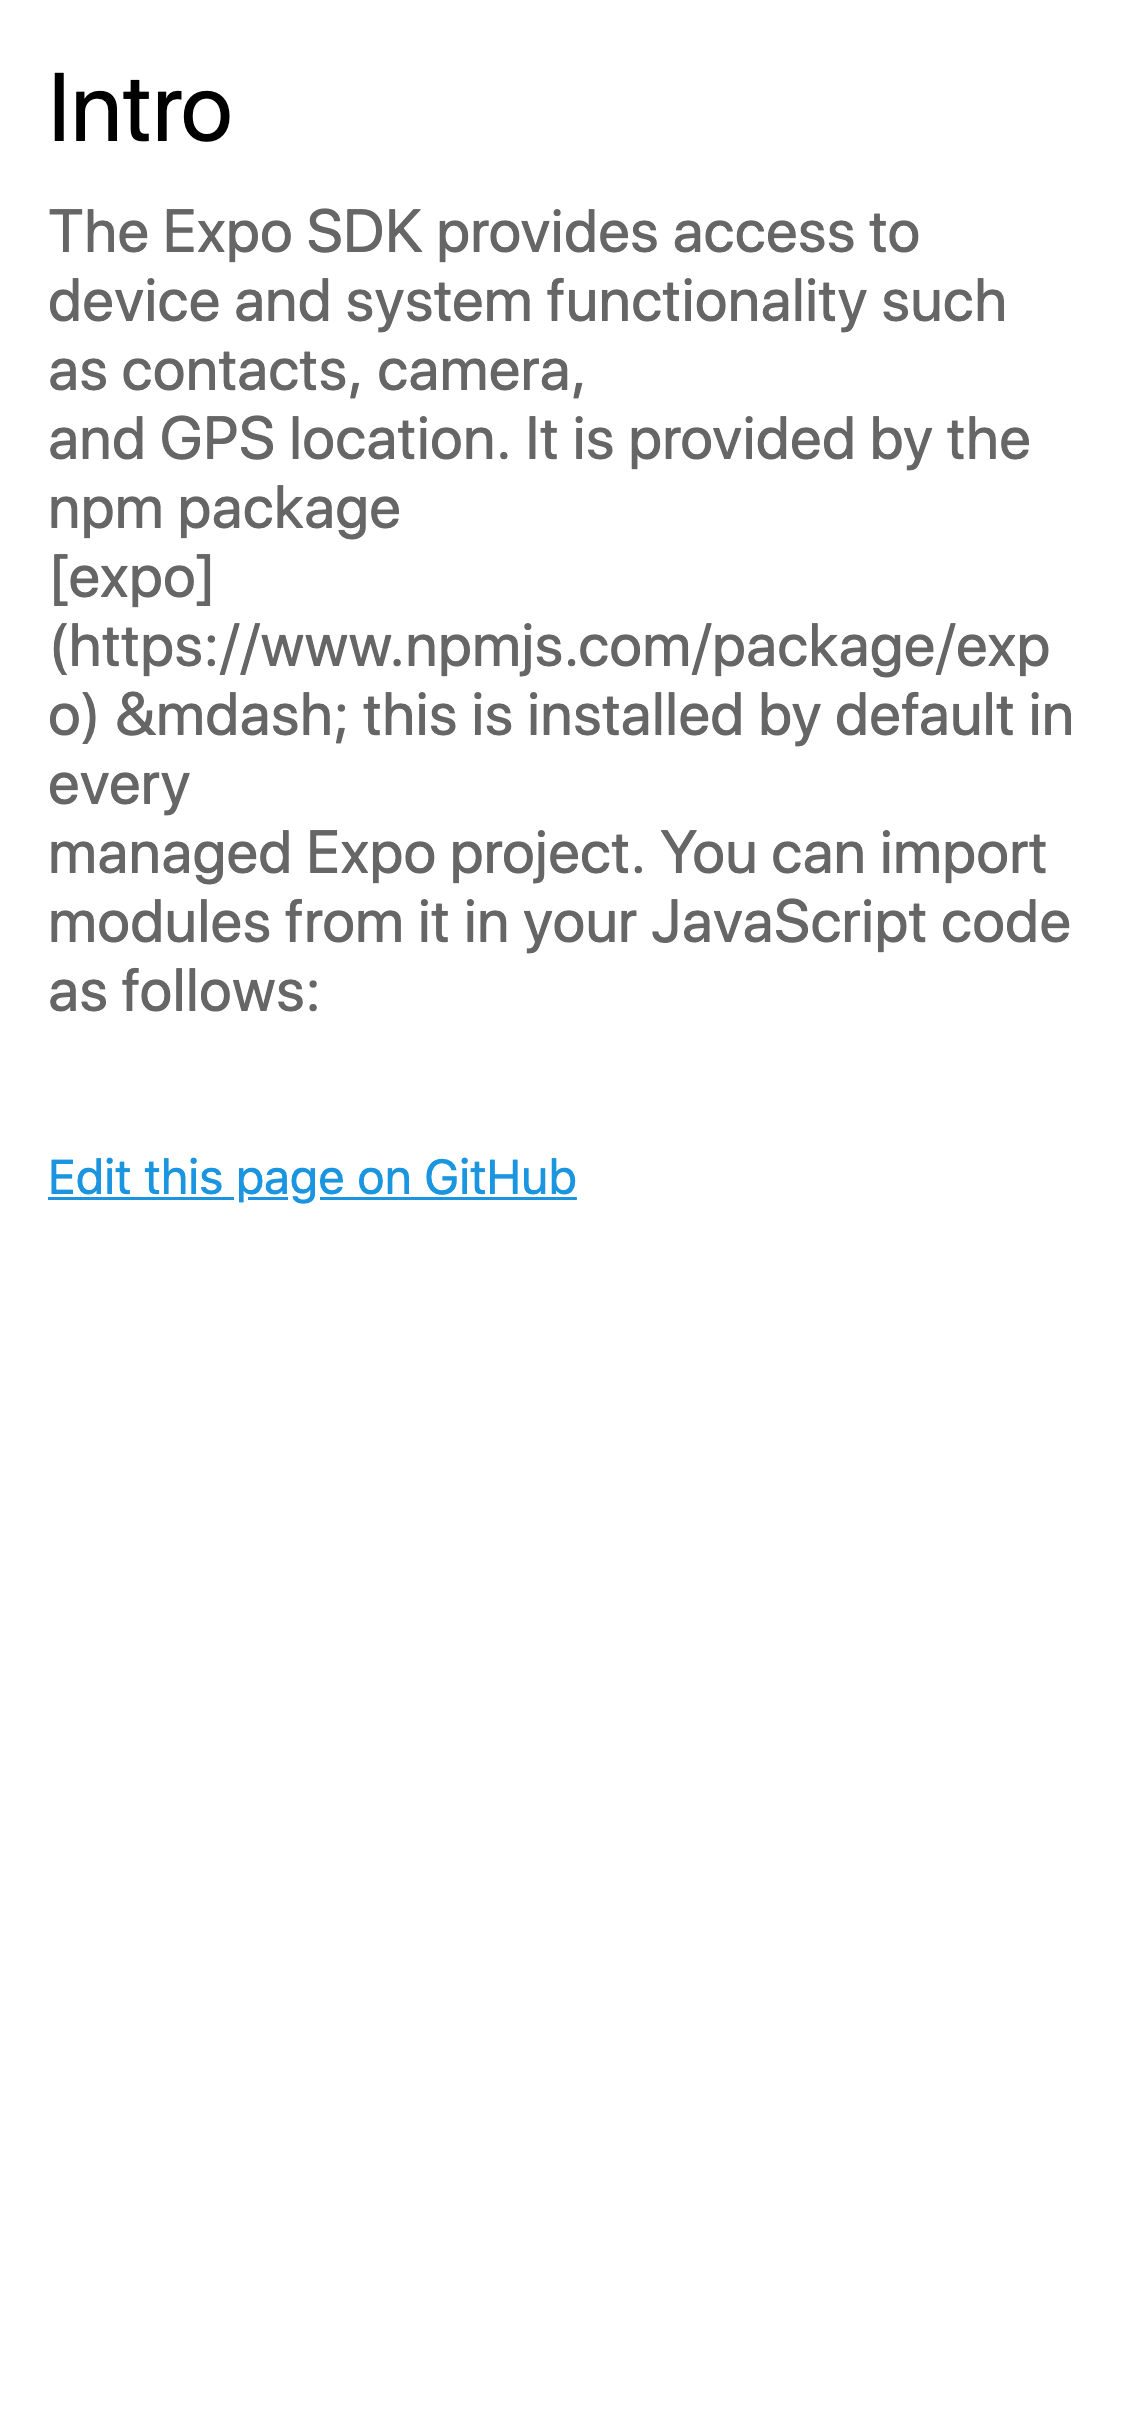 Intro
The Expo SDK provides access to
device and system functionality such
as contacts, camera,
and GPS location. It is provided by the
npm package
[expo]
(https://www.npmjs.com/package/exp
o) &mdash; this is installed by default in
every
managed Expo project. You can import
modules from it in your JavaScript code
as follows:
Edit this page on GitHub